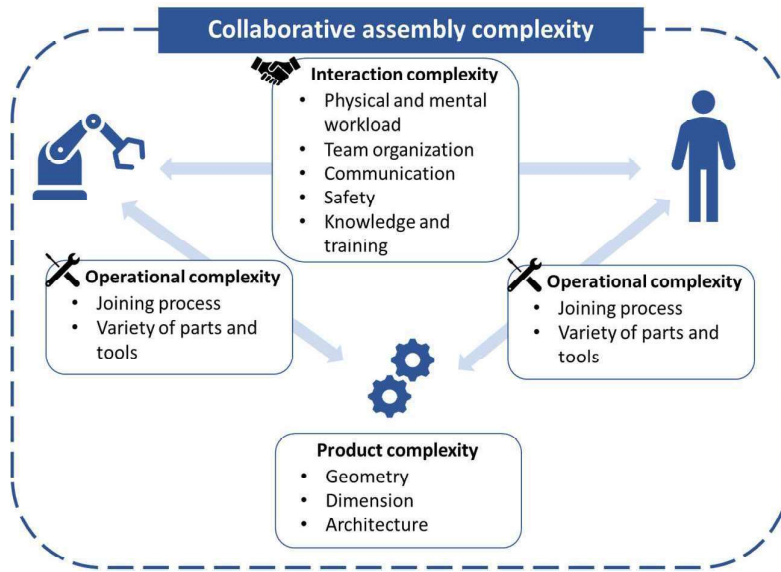 Collaborative assembly complexity
Interaction complexity
• Physical and mental
workload
• Team organization
• Communication
• Safety
• Knowledge and
training
Operational complexity
• Joining process
• Variety of parts and
tools
Operational complexity
• Joining process
• Variety of parts and
tools
Product complexity
• Geometry
• Dimension
• Architecture